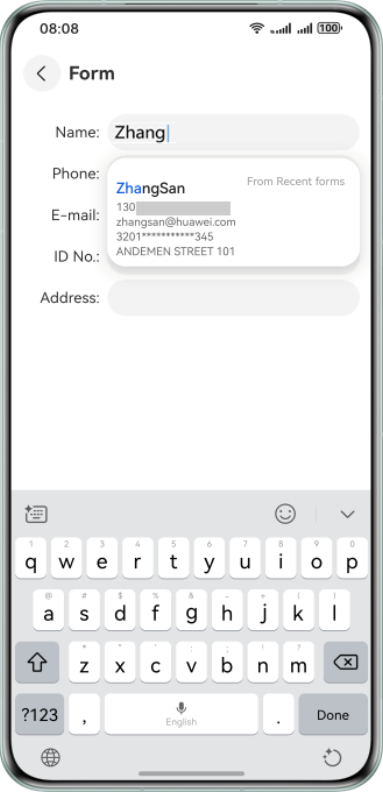 08:08
100
Form
Name: Zhang
Phone:
ZhangSan From Recent forms
130
E-mail:
zhangsan@huawei.com
3201***********345
ID No.:
ANDEMEN STREET 101
Address:
1 2 3 4 5 6 7 8 9 0
q w e r t y u i o p
@ # $ % & - + ( )
a s d f g h j k l
z x c v b n m
?123 , English . Done